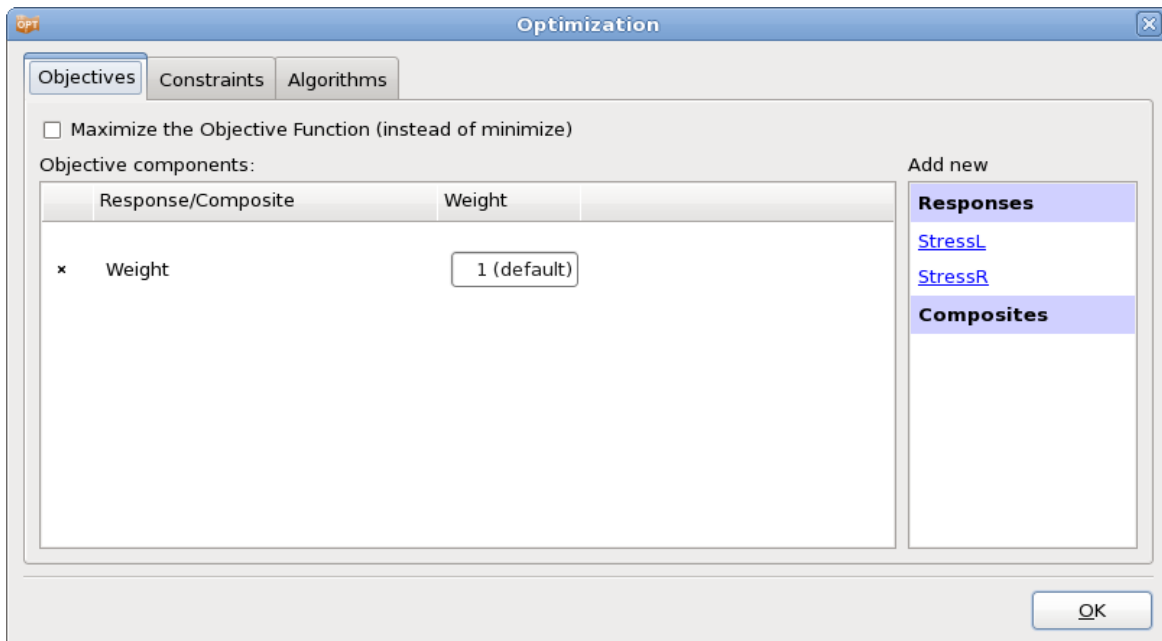 OPT Optimization
Objectives Constraints Algorithms
Maximize the Objective Function (instead of minimize)
Objective components: Add new
Response/Composite Weight Responses
StressL
Weight 1 (default) StressR
Composites
OK